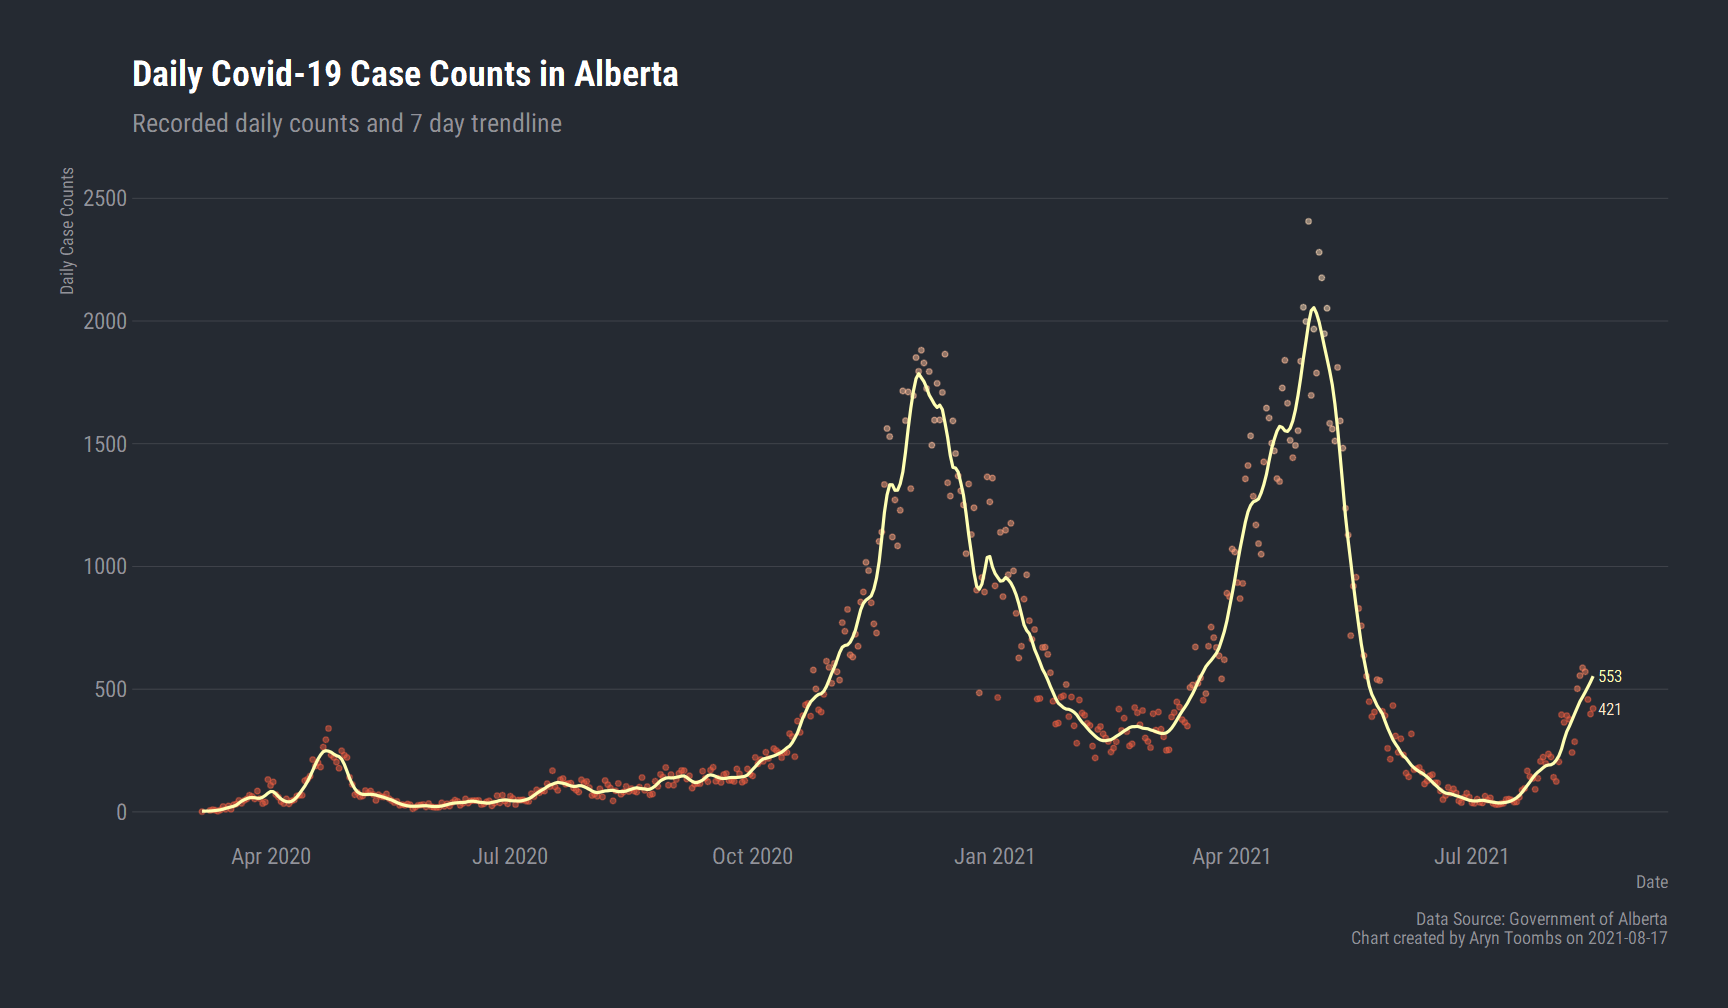 Daily Covid-19 Case Counts in Alberta
Recorded daily counts and 7 day trendline
Daily Case Counts
2500
2000
1500
1000
500
0
553
421
Apr 2020
Jul 2020
Oct 2020
Jan 2021
Apr 2021
Jul 2021
Date
Data Source: Government of Alberta
Chart created by Aryn Toombs on 2021-08-17